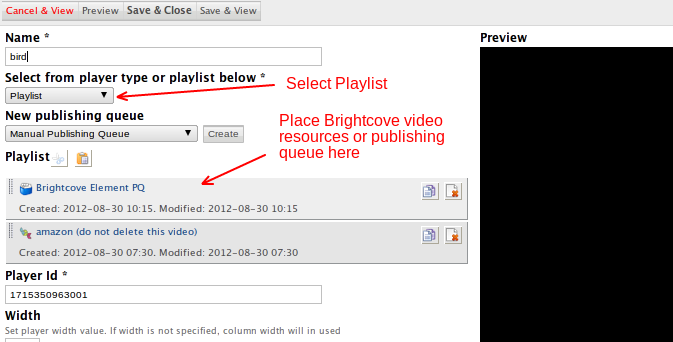 Cancel & View Preview Save & Close Save & View
Name *
Preview
bird
Select from player type or playlist below *
Select Playlist
Playlist
New publishing queue
Place Brightcove video
resources or publishing
queue here
Manual Publishing Queue Create
Playlist
Brightcove Element PQ
Created: 2012-08-30 10:15. Modified: 2012-08-30 10:15
amazon (do not delete this video)
Created: 2012-08-30 07:30. Modified: 2012-08-30 07:30
Player Id *
1715350963001
Width
Set player width value. If width is not specified, column width will in used